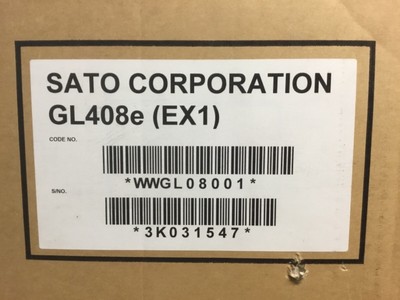 SATO CORPORATION
GL408e (EX1)
CODE NO.
*WWGL08001*
S/NO.
*3K031547*